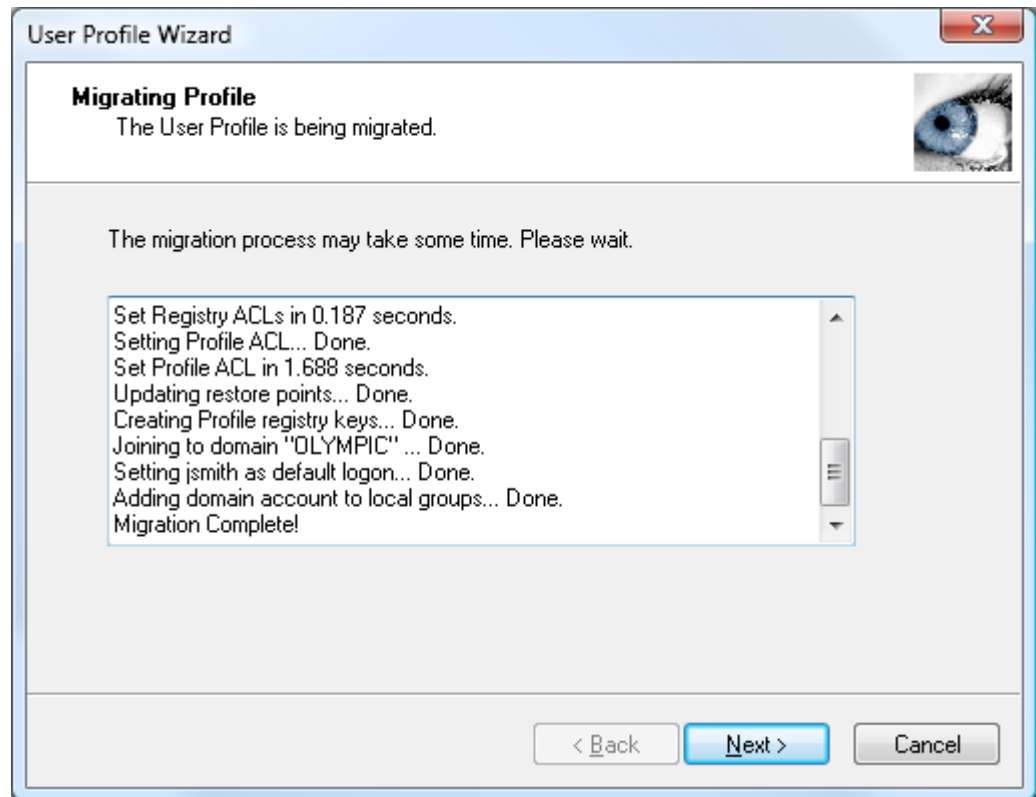 User Profile Wizard
Migrating Profile
The User Profile is being migrated.
The migration process may take some time. Please wait.
Set Registry ACLs in 0.187 seconds.
Setting Profile ACL... Done.
Set Profile ACL in 1.688 seconds.
Updating restore points... Done.
Creating Profile registry keys... Done.
Joining to domain "OLYMPIC" ... Done.
Setting jsmith as default logon... Done.
Adding domain account to local groups... Done.
Migration Complete!
< Back
Next >
Cancel